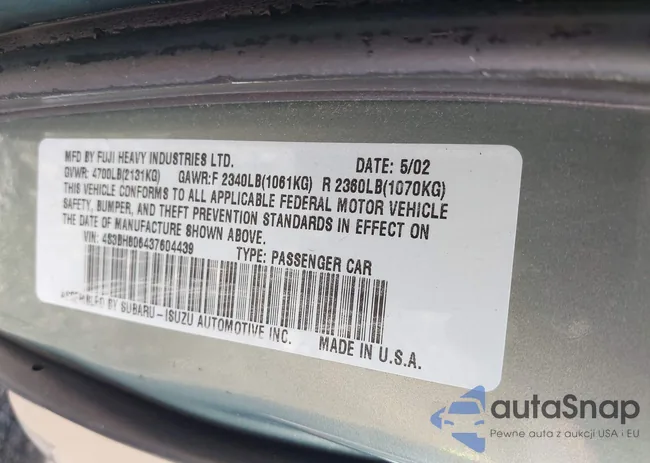 MFD BY FUJI HEAVY INDUSTRIES LTD. DATE: 5/02
GVWR: 4700LB(2131KG) GAWR:F 2340LB(1061KG) R 2360LB(1070KG)
THIS VEHICLE CONFORMS TO ALL APPLICABLE FEDERAL MOTOR VEHICLE
SAFETY, BUMPER, AND THEFT PREVENTION STANDARDS IN EFFECT ON
THE DATE OF MANUFACTURE SHOWN ABOVE.
VIN: 4S3BH806437604439 TYPE: PASSENGER CAR
ASSEMBLED BY SUBARU-ISUZU AUTOMOTIVE INC. MADE IN U.S.A.
autoSnap
Pewne auta z aukcji USA i EU